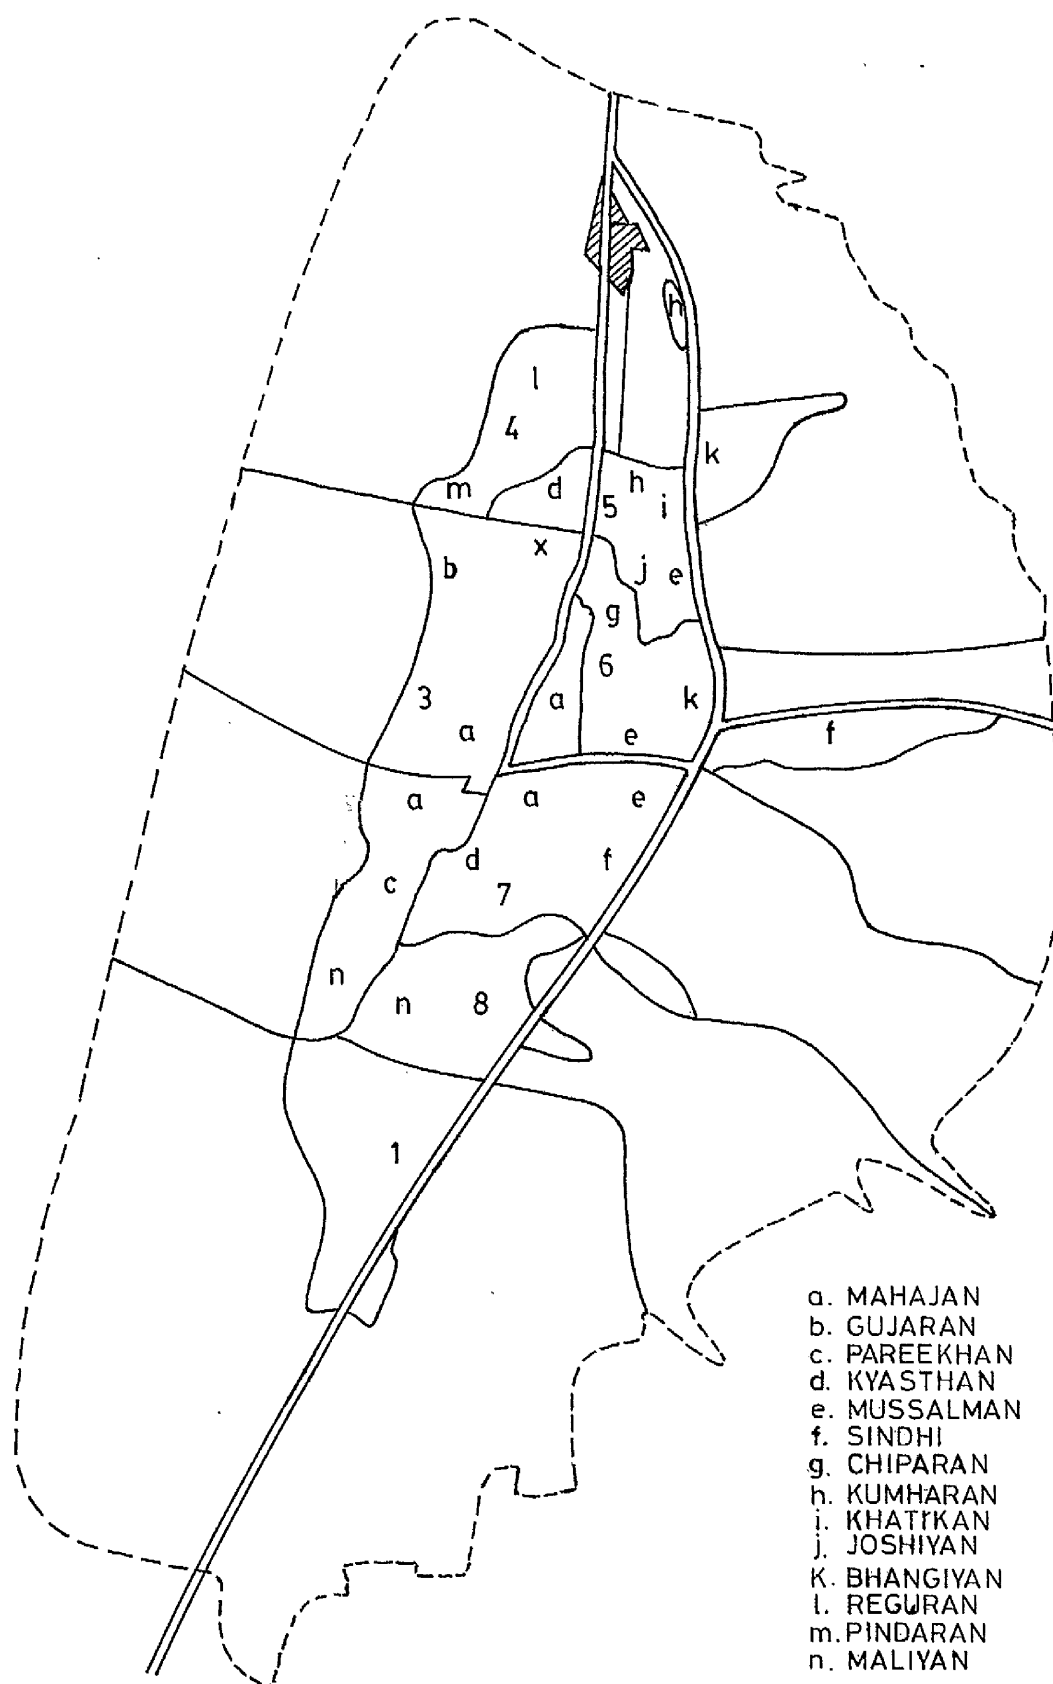 h
l
4
k
m d h
5 i
x
b j e
g
6
3 a k
a e f
a a e
d f
c 7
n n 8
1
a. MAHAJAN
b. GUJARAN
c. PAREEKHAN
d. KYASTHAN
e. MUSSALMAN
f. SINDHI
g. CHIPARAN
h. KUMHARAN
i. KHATIKAN
j. JOSHIYAN
K. BHANGIYAN
l. REGURAN
m. PINDARAN
n. MALIYAN